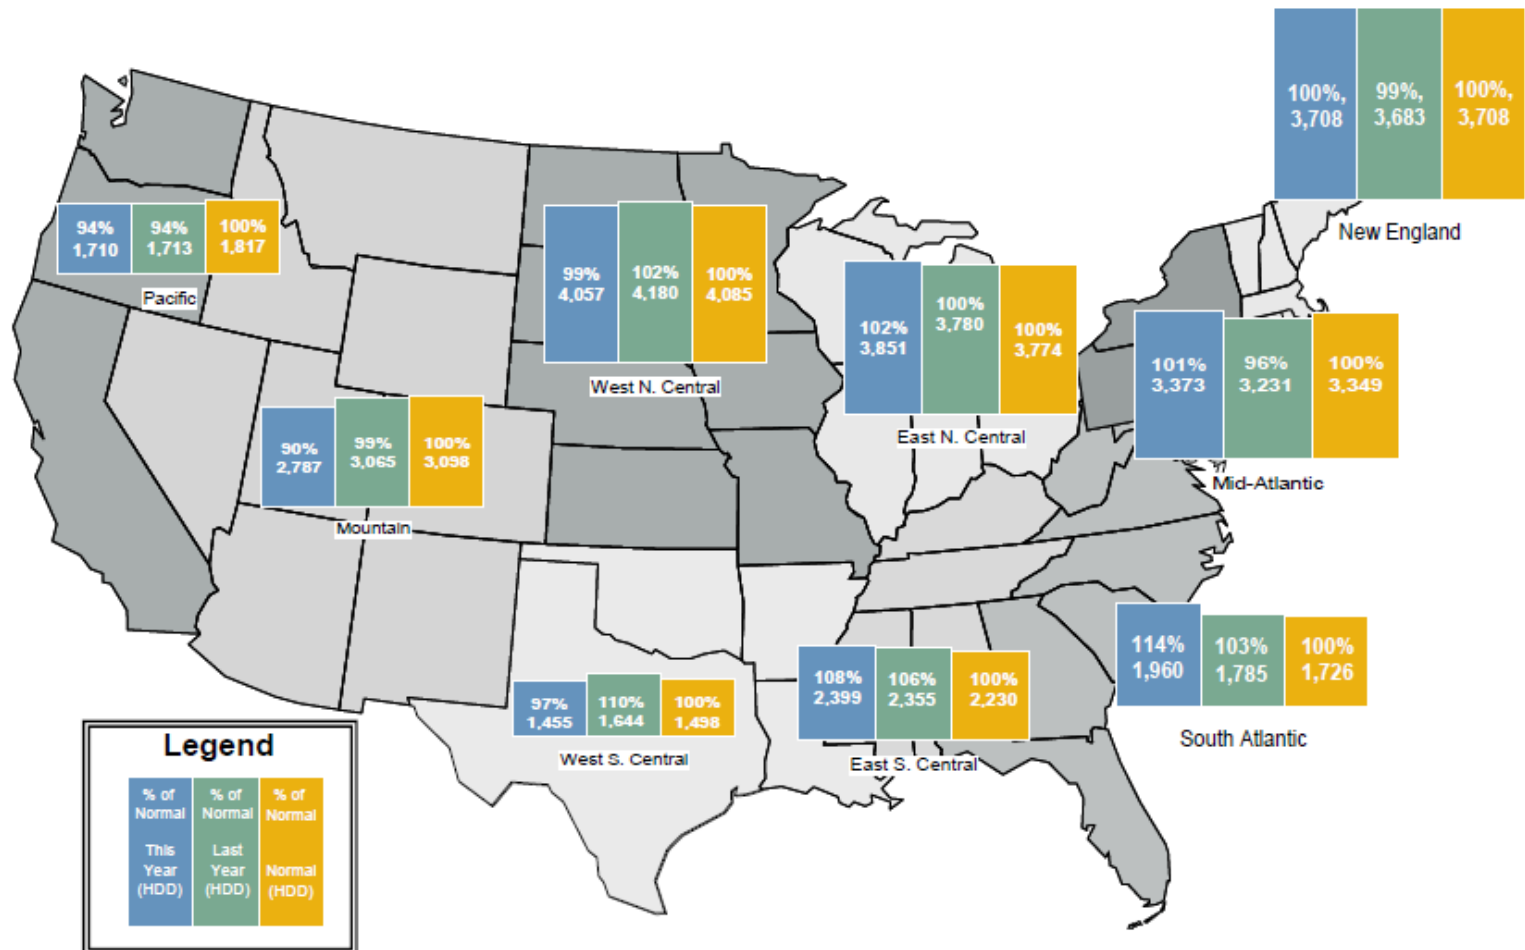 100%,
3,708
99%,
3,683
100%,
3,708
New England
94%
1,710
94%
1,713
100%
1,817
Pacific
99%
4,057
102%
4,180
100%
4,085
West N. Central
102%
3,851
100%
3,780
100%
3,774
East N. Central
101%
3,373
96%
3,231
100%
3,349
Mid-Atlantic
90%
2,787
99%
3,065
100%
3,098
Mountain
97%
1,455
110%
1,644
100%
1,498
West S. Central
108%
2,399
106%
2,355
100%
2,230
East S. Central
114%
1,960
103%
1,785
100%
1,726
South Atlantic
Legend
% of
Normal
This
Year
(HDD)
% of
Normal
Last
Year
(HDD)
% of
Normal
Normal
(HDD)